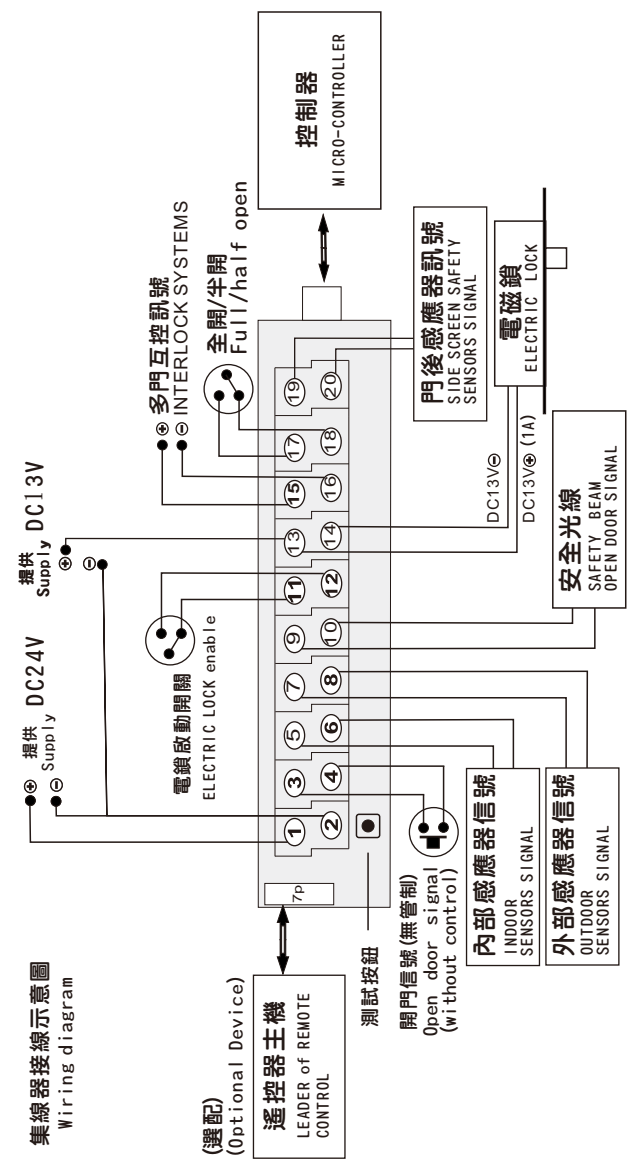 集線器接線示意圖
Wiring diagram
(選配)
(Optional Device)
遙控器主機
LEADER of REMOTE
CONTROL
7p
測試按鈕
提供
Supply DC24V
⊕
⊖
提供
Supply DC13V
⊕
⊖
電鎖啟動開關
ELECTRIC LOCK enable
⊕ 多門互控訊號
⊖ INTERLOCK SYSTEMS
全開/半開
Full/half open
1 3 5 7 9 11 13 15 17 19
2 4 6 8 10 12 14 16 18 20
控制器
MICRO-CONTROLLER
開門信號(無管制)
Open door signal
(without control)
內部感應器信號
INDOOR
SENSORS SIGNAL
外部感應器信號
OUTDOOR
SENSORS SIGNAL
安全光線
SAFETY BEAM
OPEN DOOR SIGNAL
DC13V⊖
DC13V⊕ (1A)
門後感應器訊號
SIDE SCREEN SAFETY
SENSORS SIGNAL
電磁鎖
ELECTRIC LOCK